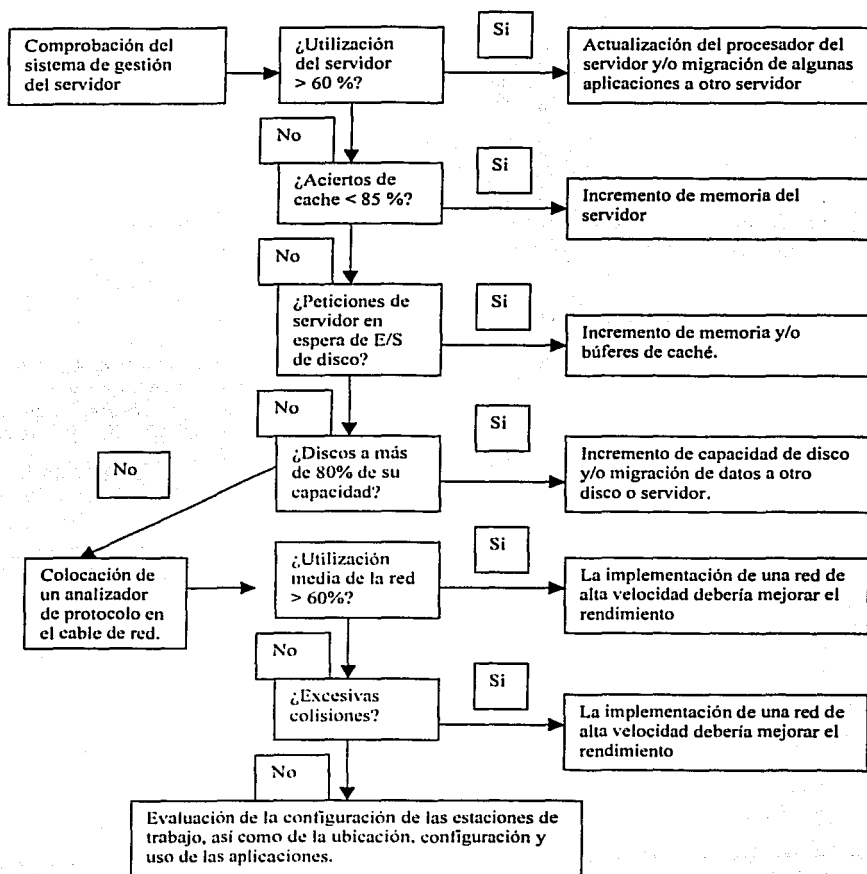 Comprobación del
sistema de gestión
del servidor
¿Utilización
del servidor
> 60 %?
Si
Actualización del procesador del
servidor y/o migración de algunas
aplicaciones a otro servidor
No
¿Aciertos de
cache < 85 %?
Si
Incremento de memoria del
servidor
No
¿Peticiones de
servidor en
espera de E/S
de disco?
Si
Incremento de memoria y/o
búferes de caché.
No
¿Discos a más
de 80% de su
capacidad?
Si
Incremento de capacidad de disco
y/o migración de datos a otro
disco o servidor.
No
Colocación de
un analizador
de protocolo en
el cable de red.
¿Utilización
media de la red
> 60%?
Si
La implementación de una red de
alta velocidad debería mejorar el
rendimiento
No
¿Excesivas
colisiones?
Si
La implementación de una red de
alta velocidad debería mejorar el
rendimiento
No
Evaluación de la configuración de las estaciones de
trabajo, así como de la ubicación, configuración y
uso de las aplicaciones.